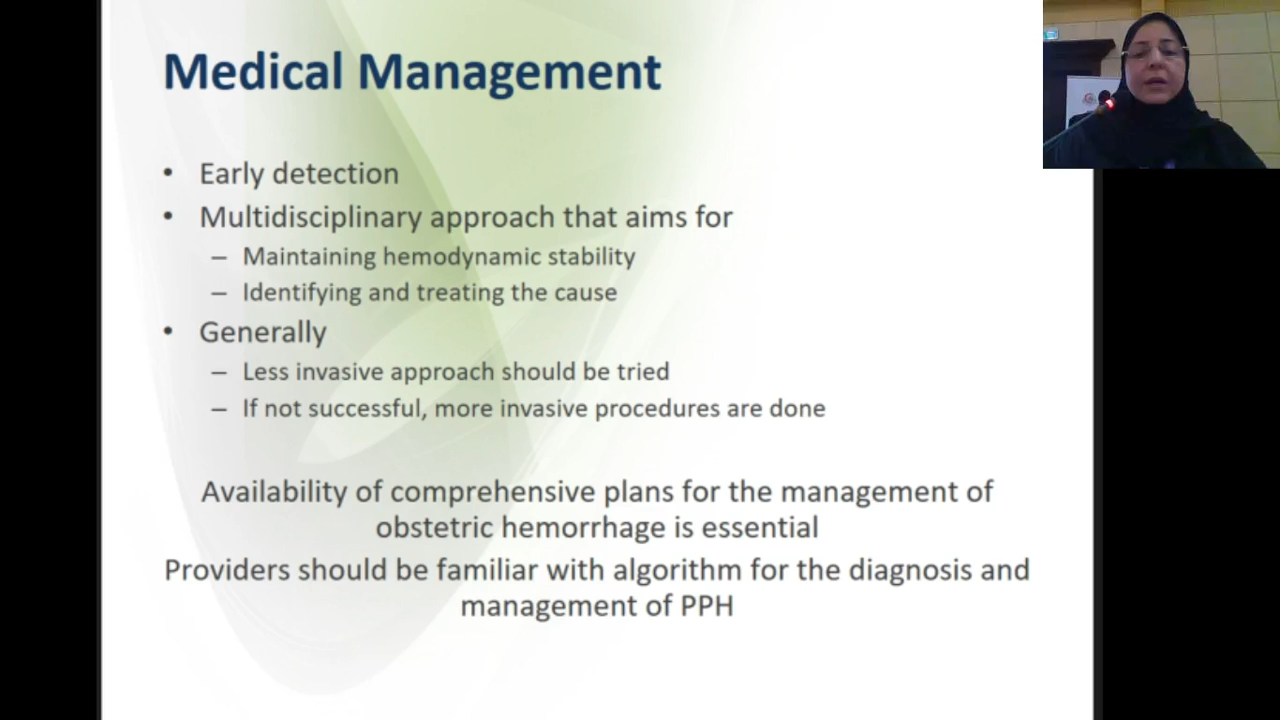 Medical Management
• Early detection
• Multidisciplinary approach that aims for
– Maintaining hemodynamic stability
– Identifying and treating the cause
• Generally
– Less invasive approach should be tried
– If not successful, more invasive procedures are done
Availability of comprehensive plans for the management of
obstetric hemorrhage is essential
Providers should be familiar with algorithm for the diagnosis and
management of PPH